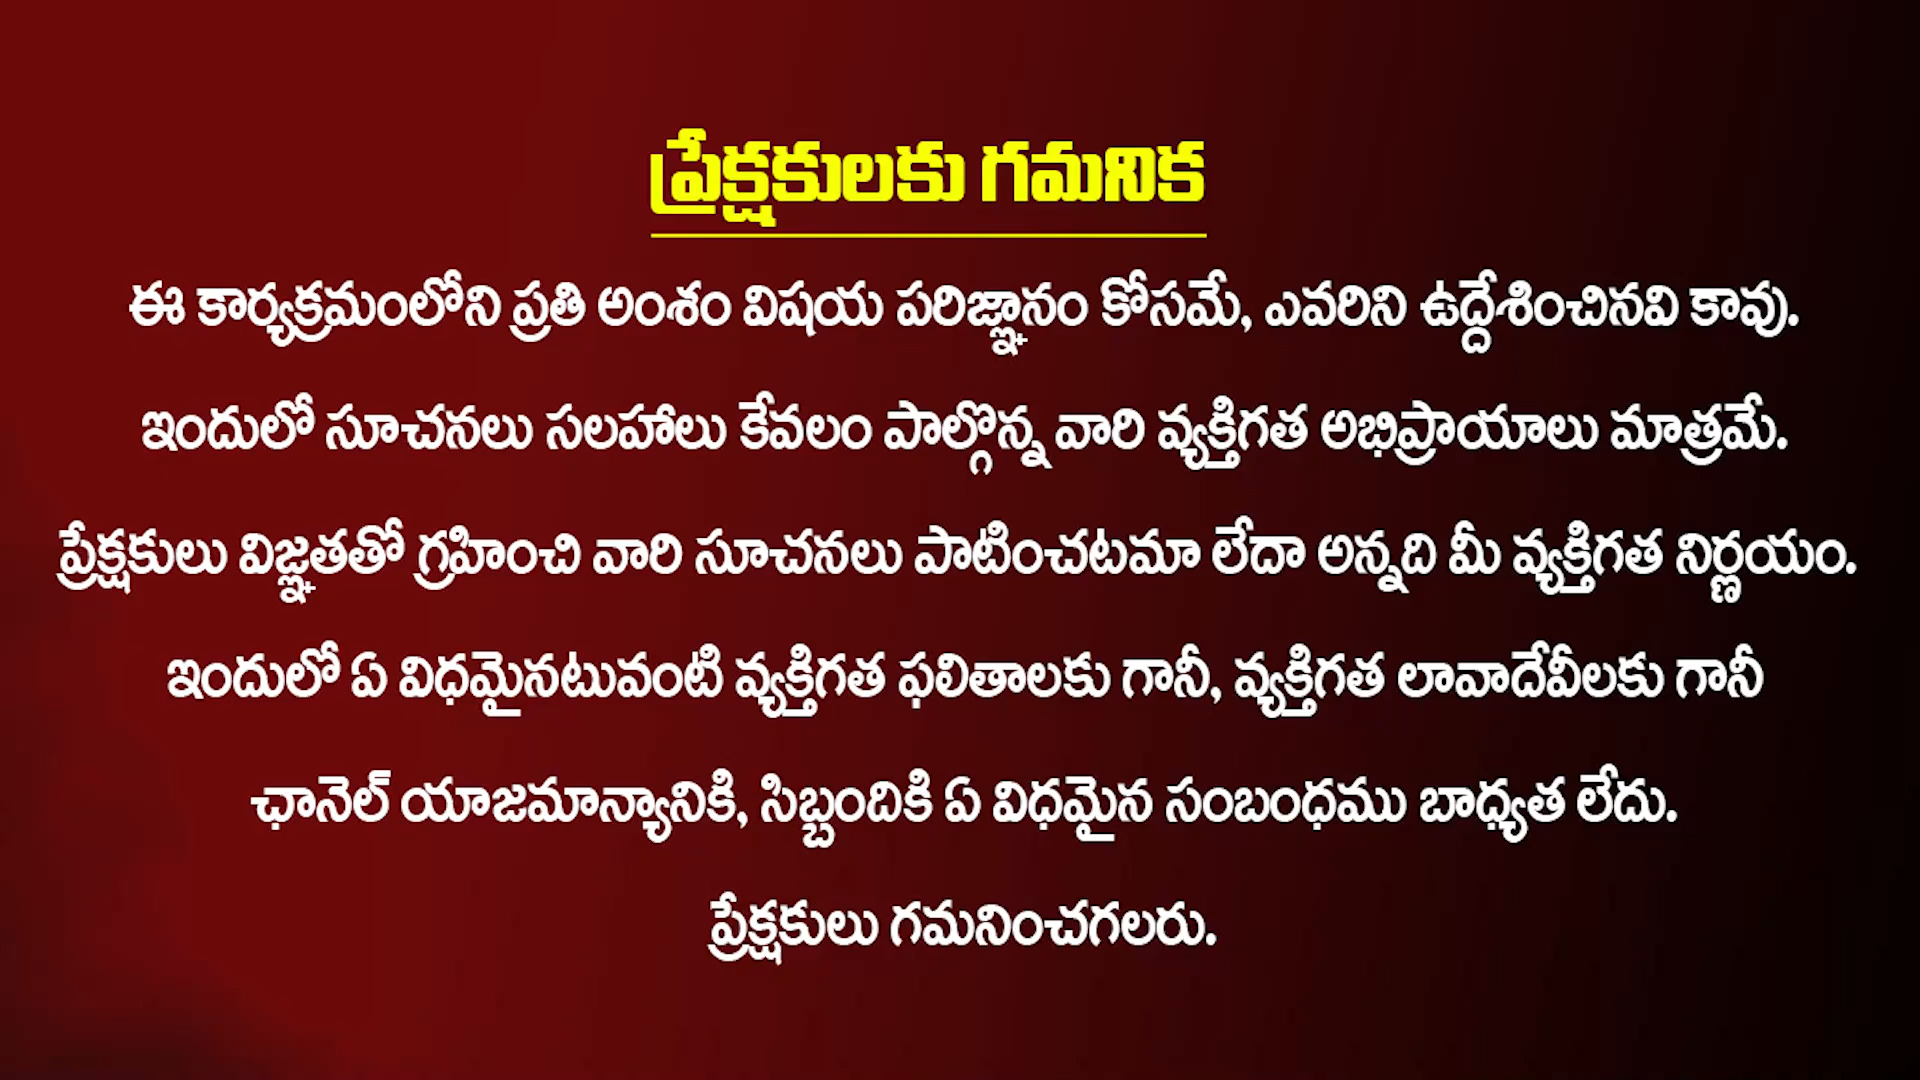 ప్రేక్షకులకు గమనిక
ఈ కార్యక్రమంలోని ప్రతి అంశం విషయ పరిజ్ఞానం కోసమే, ఎవరిని ఉద్దేశించినవి కావు.
ఇందులో సూచనలు సలహాలు కేవలం పాల్గొన్న వారి వ్యక్తిగత అభిప్రాయాలు మాత్రమే.
ప్రేక్షకులు విజ్ఞతతో గ్రహించి వారి సూచనలు పాటించటమా లేదా అన్నది మీ వ్యక్తిగత నిర్ణయం.
ఇందులో ఏ విధమైనటువంటి వ్యక్తిగత ఫలితాలకు గానీ, వ్యక్తిగత లావాదేవీలకు గానీ
ఛానెల్ యాజమాన్యానికి, సిబ్బందికి ఏ విధమైన సంబంధము బాధ్యత లేదు.
ప్రేక్షకులు గమనించగలరు.